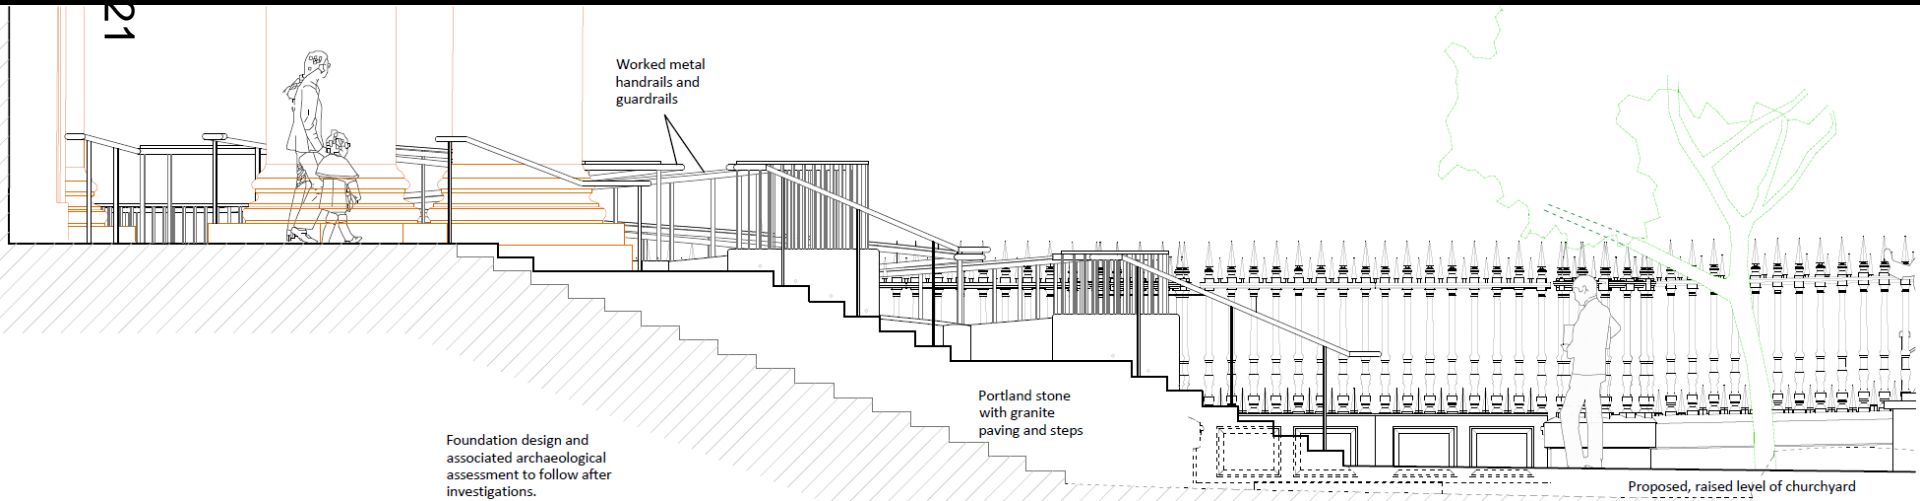 21
Worked metal
handrails and
guardrails
Portland stone
with granite
paving and steps
Foundation design and
associated archaeological
assessment to follow after
investigations.
Proposed, raised level of churchyard